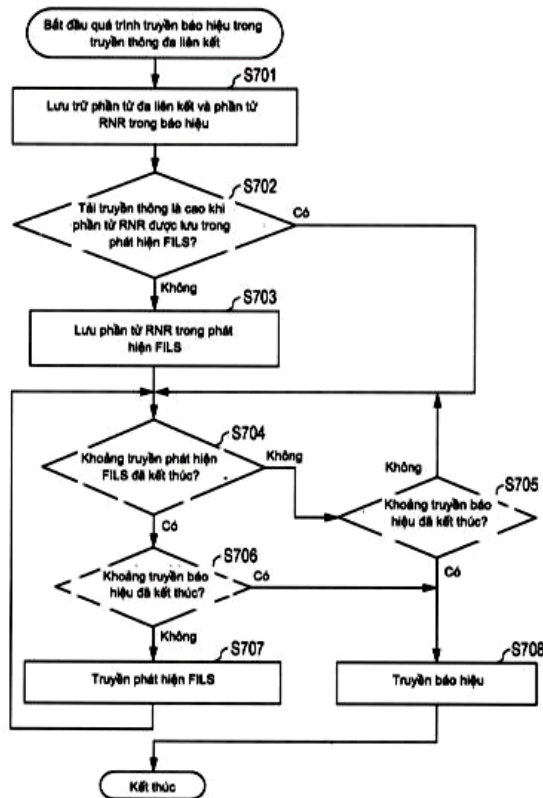 Bắt đầu quá trình truyền báo hiệu trong
truyền thông đa liên kết
S701
Lưu trữ phần tử đa liên kết và phần tử
RNR trong báo hiệu
S702
Tải truyền thông là cao khi
phần tử RNR được lưu trong
phát hiện FILS?
Có
Không
S703
Lưu phần tử RNR trong phát
hiện FILS
S704
Khoảng truyền phát hiện
FILS đã kết thúc?
Không
Có
Không
S705
Khoảng truyền báo
hiệu đã kết thúc?
Có
S706
Khoảng truyền báo
hiệu đã kết thúc?
Có
Không
S707
Truyền phát hiện FILS
S708
Truyền báo hiệu
Kết thúc